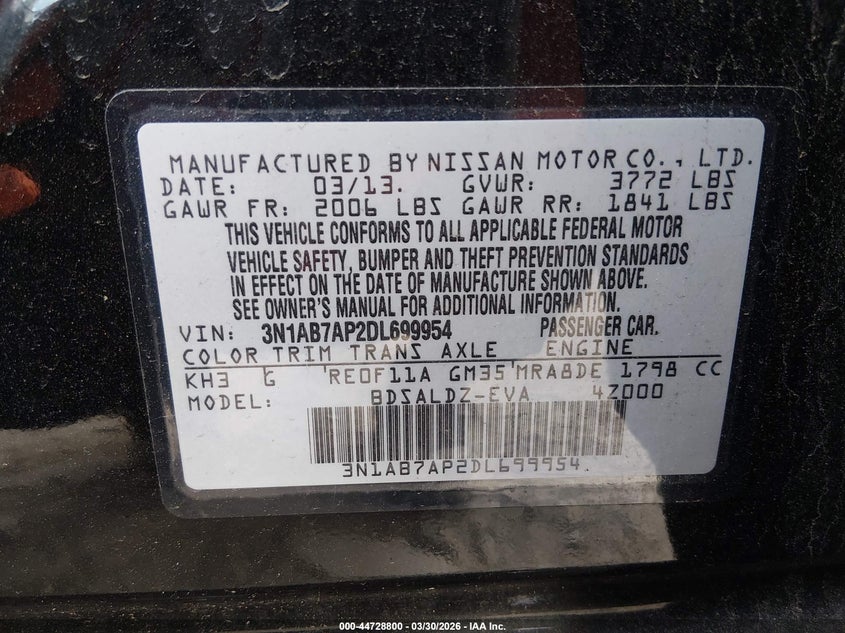 MANUFACTURED BY NISSAN MOTOR CO., LTD.
DATE: 03/13. GVWR: 3772 LBS
GAWR FR: 2006 LBS GAWR RR: 1841 LBS
THIS VEHICLE CONFORMS TO ALL APPLICABLE FEDERAL MOTOR
VEHICLE SAFETY, BUMPER AND THEFT PREVENTION STANDARDS
IN EFFECT ON THE DATE OF MANUFACTURE SHOWN ABOVE.
SEE OWNER'S MANUAL FOR ADDITIONAL INFORMATION.
VIN: 3N1AB7AP2DL699954 PASSENGER CAR.
COLOR TRIM TRANS AXLE ENGINE
KH3 G RE0F11A GM35 MRA8DE 1798 CC
MODEL: BDSALDZ-EVA 4Z000
3N1AB7AP2DL699954
000-44728800 - 03/30/2026 - IAA Inc.